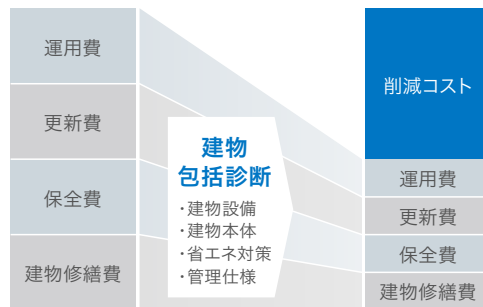 運用費
更新費
保全費
建物修繕費
建物
包括診断
・建物設備
・建物本体
・省エネ対策
・管理仕様
削減コスト
運用費
更新費
保全費
建物修繕費